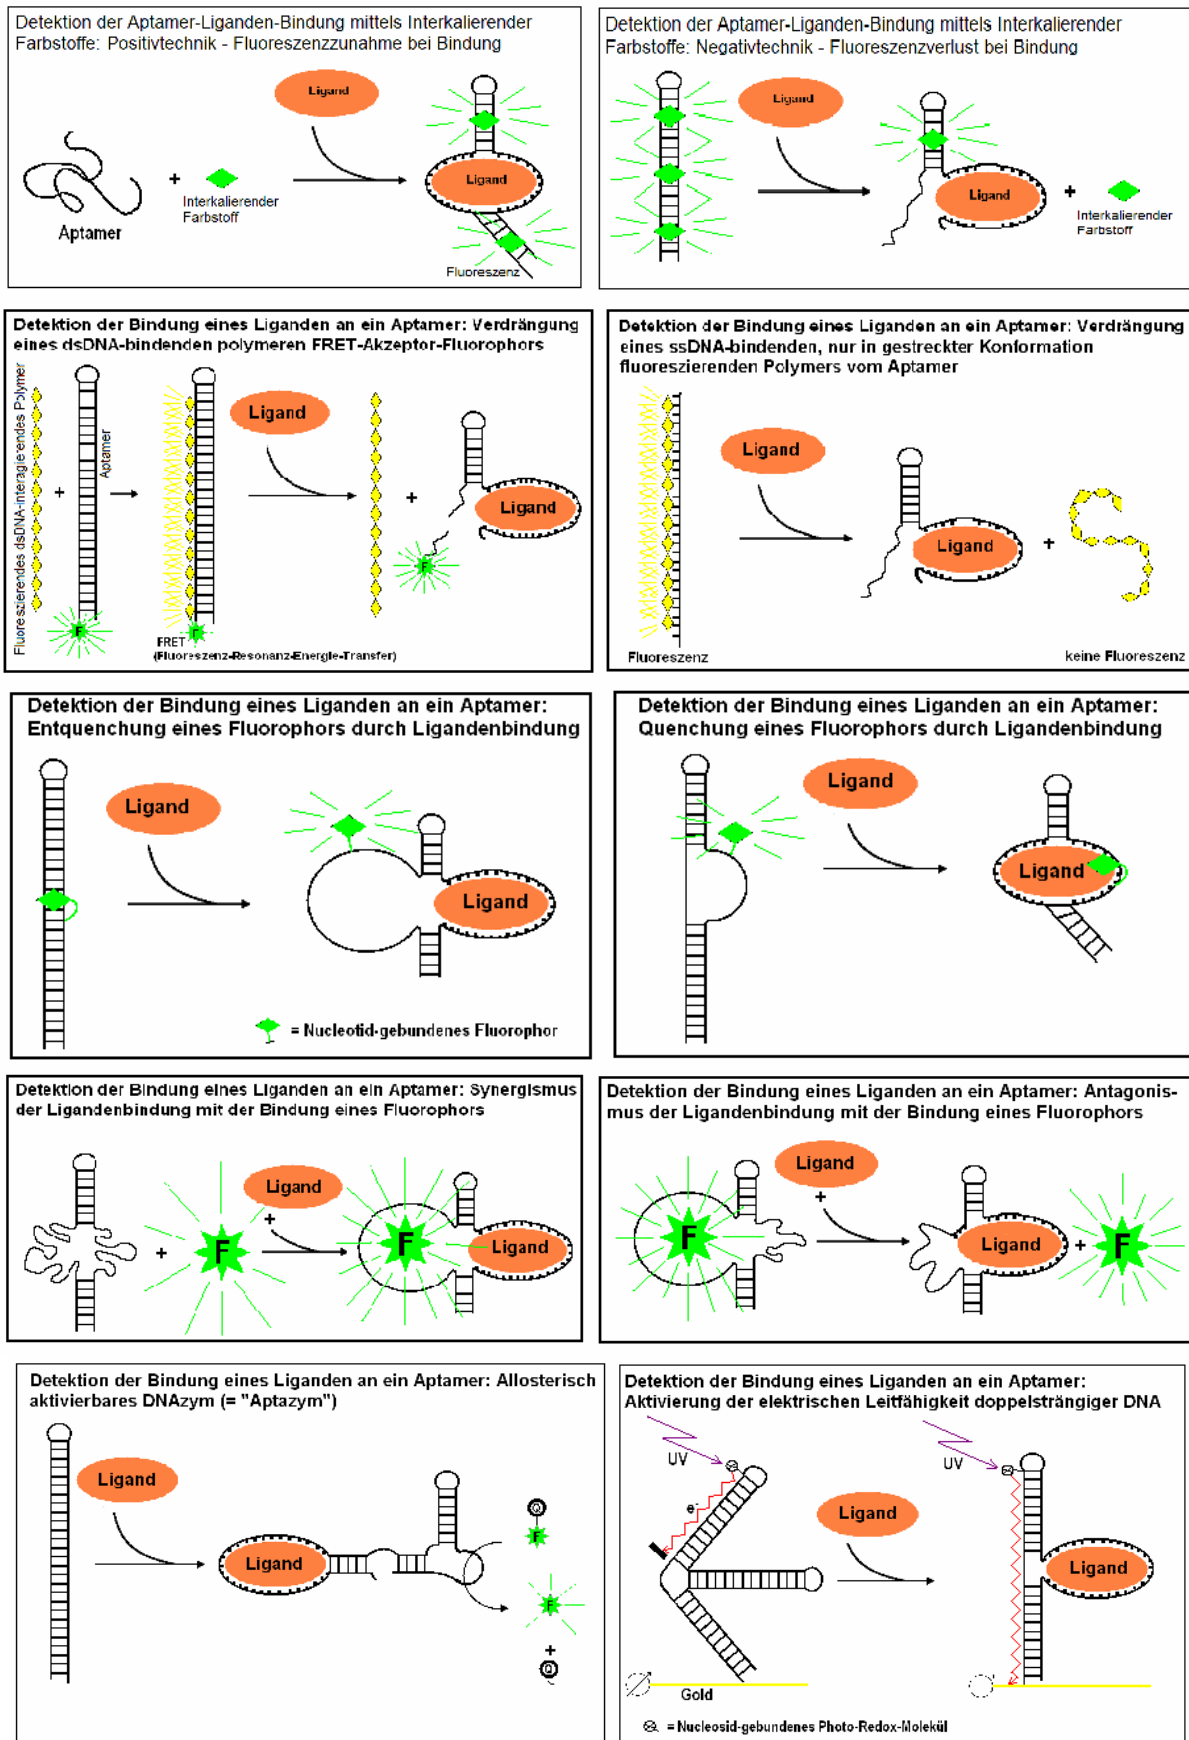 Detektion der Aptamer-Liganden-Bindung mittels Interkalierender
Farbstoffe: Positivtechnik - Fluoreszenzzunahme bei Bindung
Ligand
Ligand
Interkalierender
Farbstoff
Aptamer
Fluoreszenz
Detektion der Aptamer-Liganden-Bindung mittels Interkalierender
Farbstoffe: Negativtechnik - Fluoreszenzverlust bei Bindung
Ligand
Ligand
Interkalierender
Farbstoff
Detektion der Bindung eines Liganden an ein Aptamer: Verdrängung
eines dsDNA-bindenden polymeren FRET-Akzeptor-Fluorophors
Fluoreszierendes dsDNA-interagierendes Polymer
+
Aptamer
Ligand
+
Ligand
F
F
F
FRET
(Fluoreszenz-Resonanz-Energie-Transfer)
Detektion der Bindung eines Liganden an ein Aptamer: Verdrängung
eines ssDNA-bindenden, nur in gestreckter Konformation
fluoreszierenden Polymers vom Aptamer
Ligand
Ligand
+
Fluoreszenz
keine Fluoreszenz
Detektion der Bindung eines Liganden an ein Aptamer:
Entquenchung eines Fluorophors durch Ligandenbindung
Ligand
Ligand
= Nucleotid-gebundenes Fluorophor
Detektion der Bindung eines Liganden an ein Aptamer:
Quenchung eines Fluorophors durch Ligandenbindung
Ligand
Ligand
Detektion der Bindung eines Liganden an ein Aptamer: Synergismus
der Ligandenbindung mit der Bindung eines Fluorophors
Ligand
+
+
F
F
Ligand
Detektion der Bindung eines Liganden an ein Aptamer: Antagonis-
mus der Ligandenbindung mit der Bindung eines Fluorophors
Ligand
+
F
Ligand
+
F
Detektion der Bindung eines Liganden an ein Aptamer: Allosterisch
aktivierbares DNAzym (= "Aptazym")
Ligand
Ligand
Q
F
F
+
Q
Detektion der Bindung eines Liganden an ein Aptamer:
Aktivierung der elektrischen Leitfähigkeit doppelsträngiger DNA
UV
e-
Ligand
UV
Ligand
Gold
= Nucleosid-gebundenes Photo-Redox-Molekül